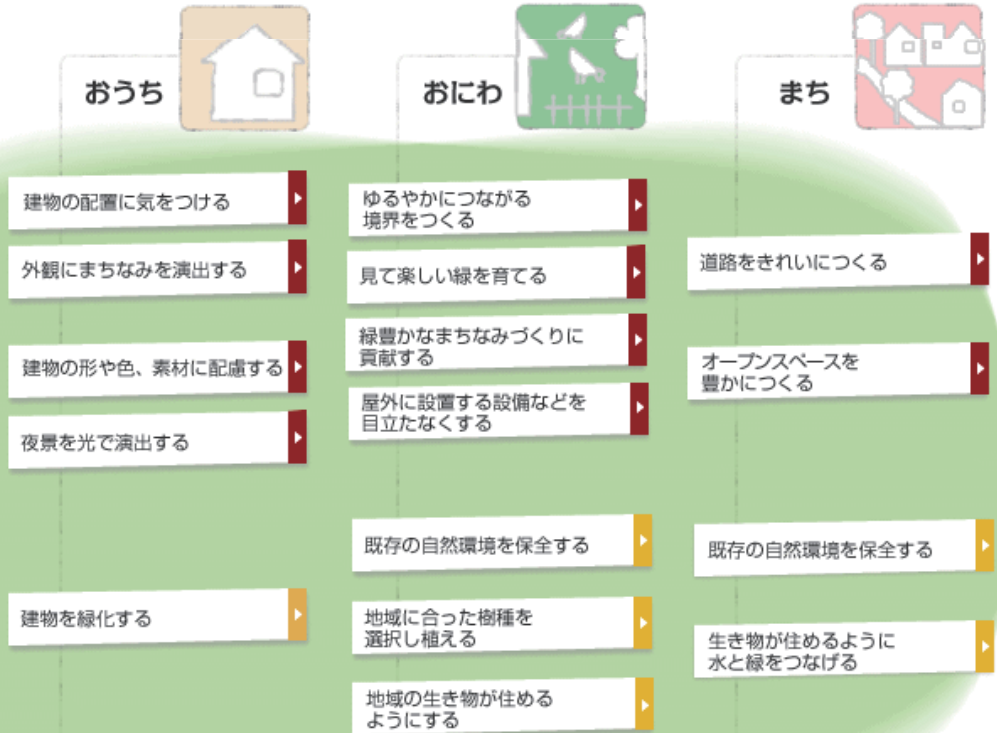 おうち
建物の配置に気をつける
外観にまちなみを演出する
建物の形や色、素材に配慮する
夜景を光で演出する
建物を緑化する
おにわ
ゆるやかにつながる
境界をつくる
見て楽しい緑を育てる
緑豊かなまちなみづくりに
貢献する
屋外に設置する設備などを
目立たなくする
既存の自然環境を保全する
地域に合った樹種を
選択し植える
地域の生き物が住める
ようにする
まち
道路をきれいにつくる
オープンスペースを
豊かにつくる
既存の自然環境を保全する
生き物が住めるように
水と緑をつなげる